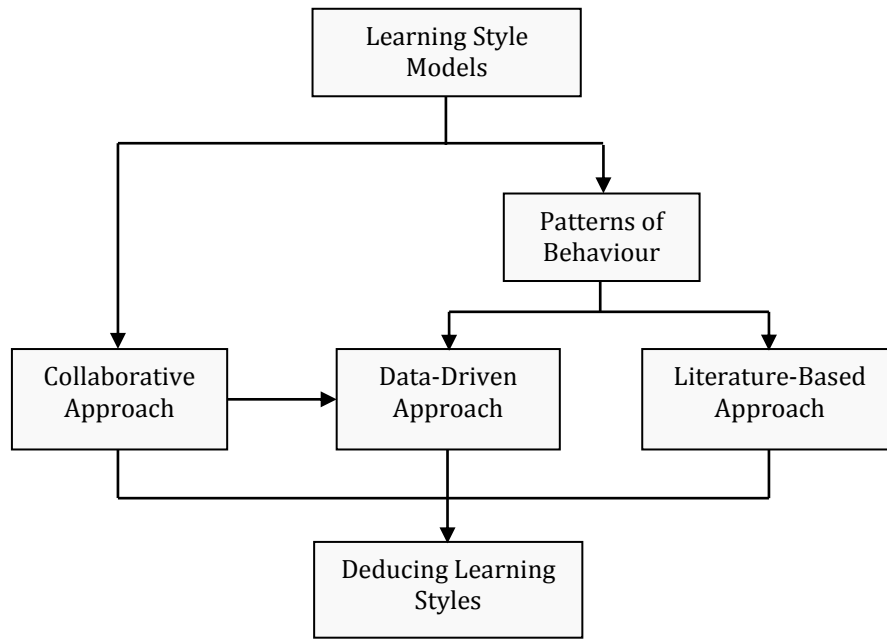 Learning Style
Models
Patterns of
Behaviour
Collaborative
Approach
Data-Driven
Approach
Literature-Based
Approach
Deducing Learning
Styles